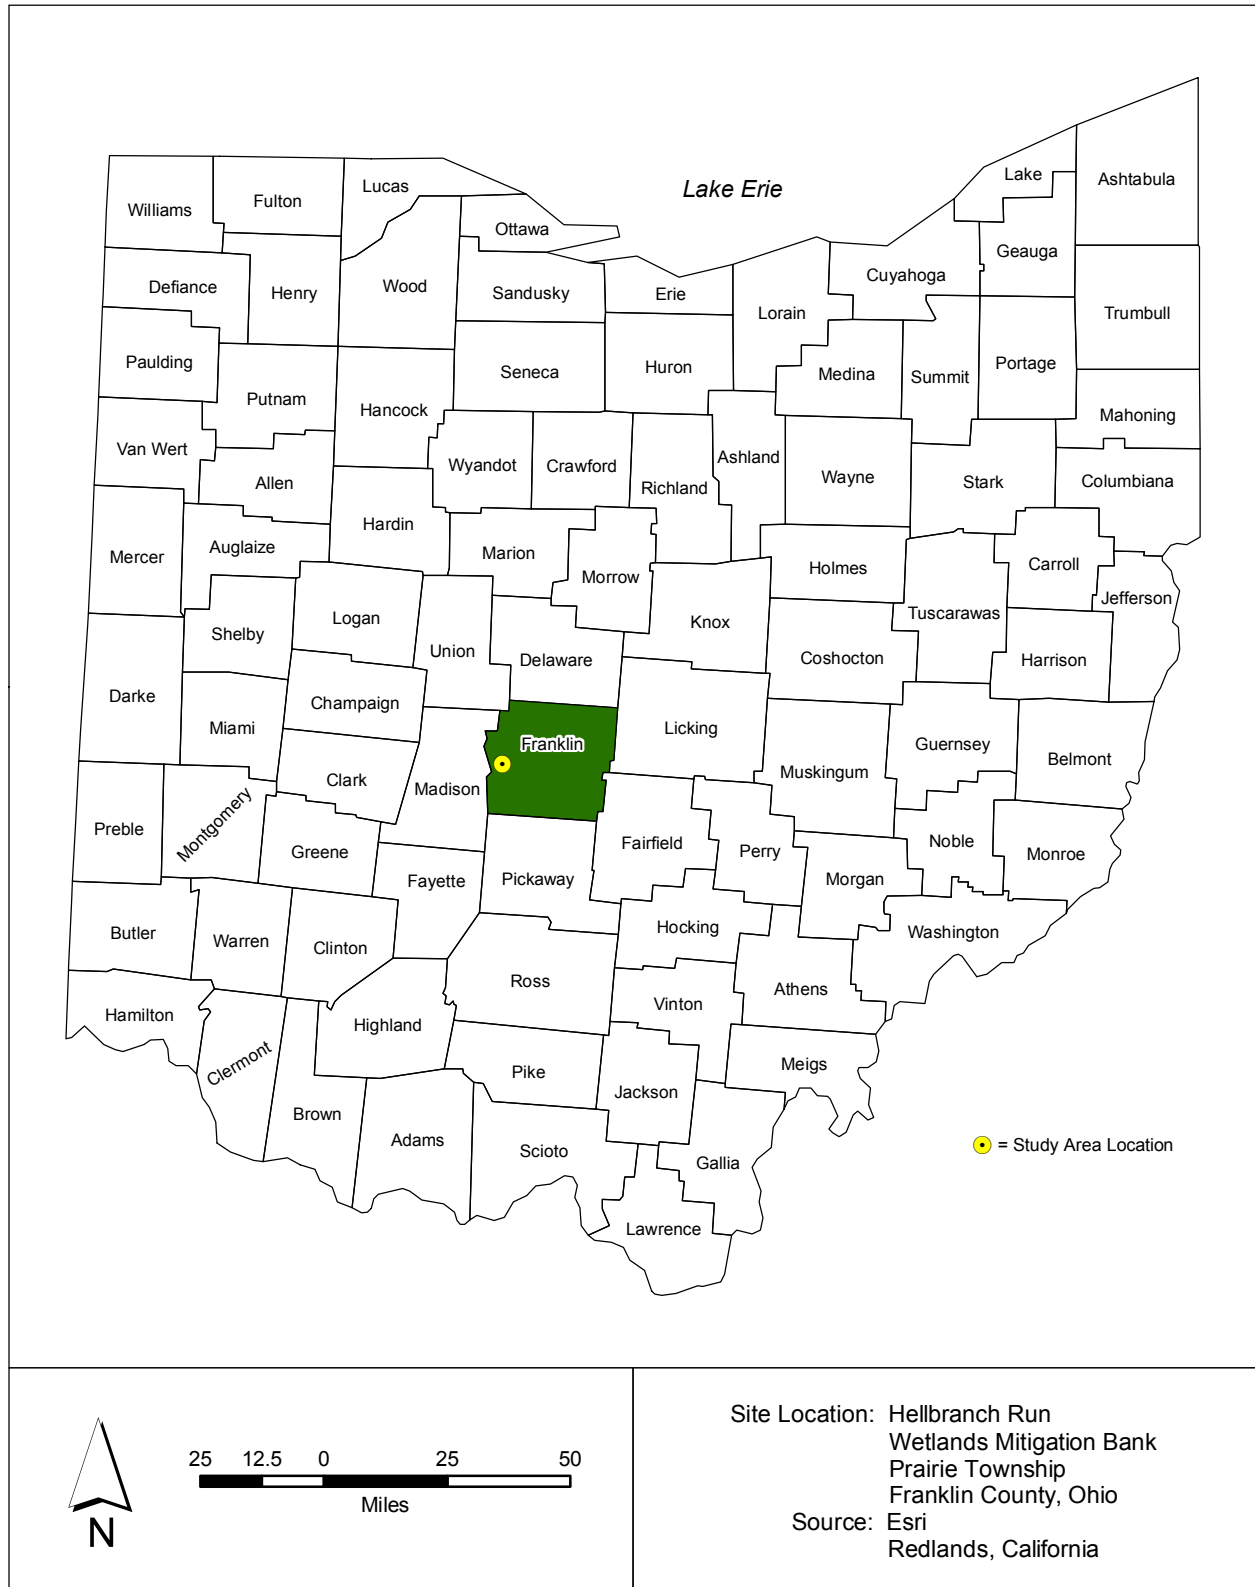 Lake Erie
Lake
Ashtabula
Williams
Fulton
Lucas
Ottawa
Geauga
Cuyahoga
Defiance
Henry
Wood
Sandusky
Erie
Lorain
Trumbull
Paulding
Putnam
Hancock
Seneca
Huron
Medina
Summit
Portage
Mahoning
Van Wert
Allen
Wyandot
Crawford
Richland
Ashland
Wayne
Stark
Columbiana
Mercer
Auglaize
Hardin
Marion
Morrow
Holmes
Carroll
Jefferson
Shelby
Logan
Union
Delaware
Knox
Coshocton
Tuscarawas
Harrison
Darke
Miami
Champaign
Franklin
Licking
Muskingum
Guernsey
Belmont
Clark
Madison
Preble
Montgomery
Greene
Fayette
Pickaway
Fairfield
Perry
Morgan
Noble
Monroe
Butler
Warren
Clinton
Ross
Hocking
Washington
Athens
Vinton
Hamilton
Clermont
Highland
Pike
Jackson
Meigs
Brown
Adams
Scioto
Gallia
Lawrence
= Study Area Location
25 12.5 0 25 50
Miles
N
Site Location: Hellbranch Run
Wetlands Mitigation Bank
Prairie Township
Franklin County, Ohio
Source: Esri
Redlands, California